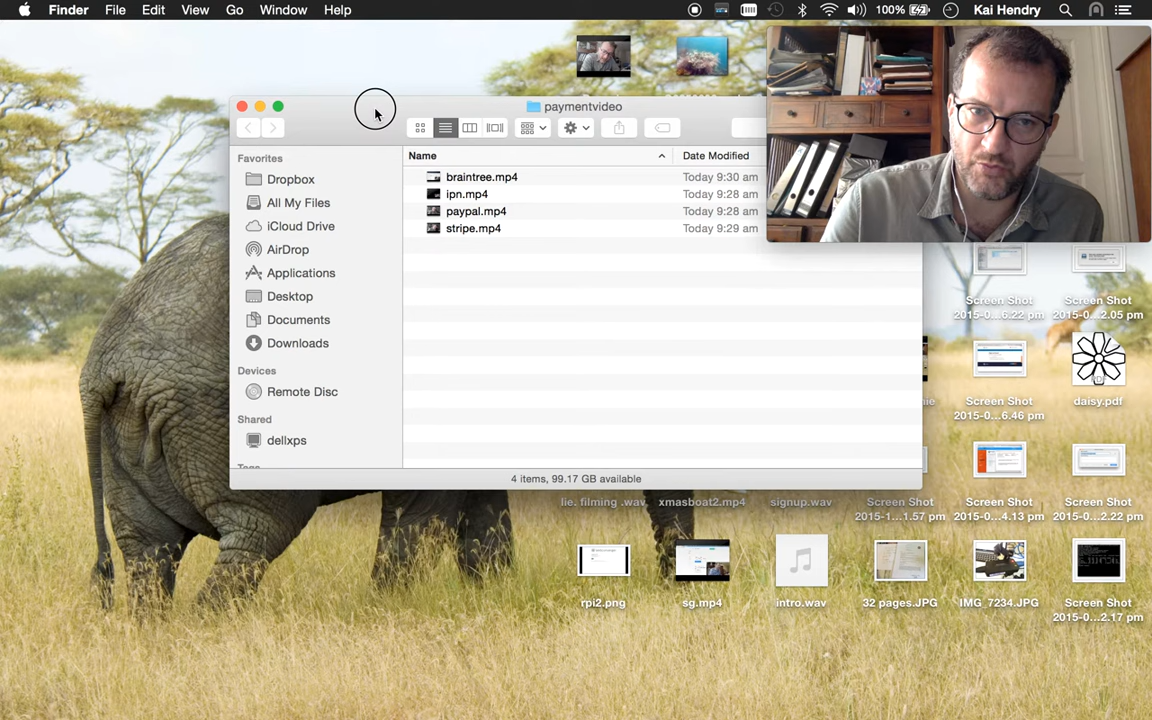 Finder File Edit View Go Window Help 100% Kai Hendry
paymentvideo
Favorites
Dropbox
All My Files
iCloud Drive
AirDrop
Applications
Desktop
Documents
Downloads
Devices
Remote Disc
Shared
dellxps
Name Date Modified
braintree.mp4 Today 9:30 am
ipn.mp4 Today 9:28 am
paypal.mp4 Today 9:28 am
stripe.mp4 Today 9:29 am
4 items, 99.17 GB available
Screen Shot
2015-0...6.22 pm
Screen Shot
2015-0...2.05 pm
Screen Shot
2015-0...6.46 pm
daisy.pdf
lie. filming .wav
xmasboat2.mp4
signup.wav
Screen Shot
2015-1...1.57 pm
Screen Shot
2015-0...4.13 pm
Screen Shot
2015-0...2.22 pm
rpi2.png
sg.mp4
intro.wav
32 pages.JPG
IMG_7234.JPG
Screen Shot
2015-0...2.17 pm